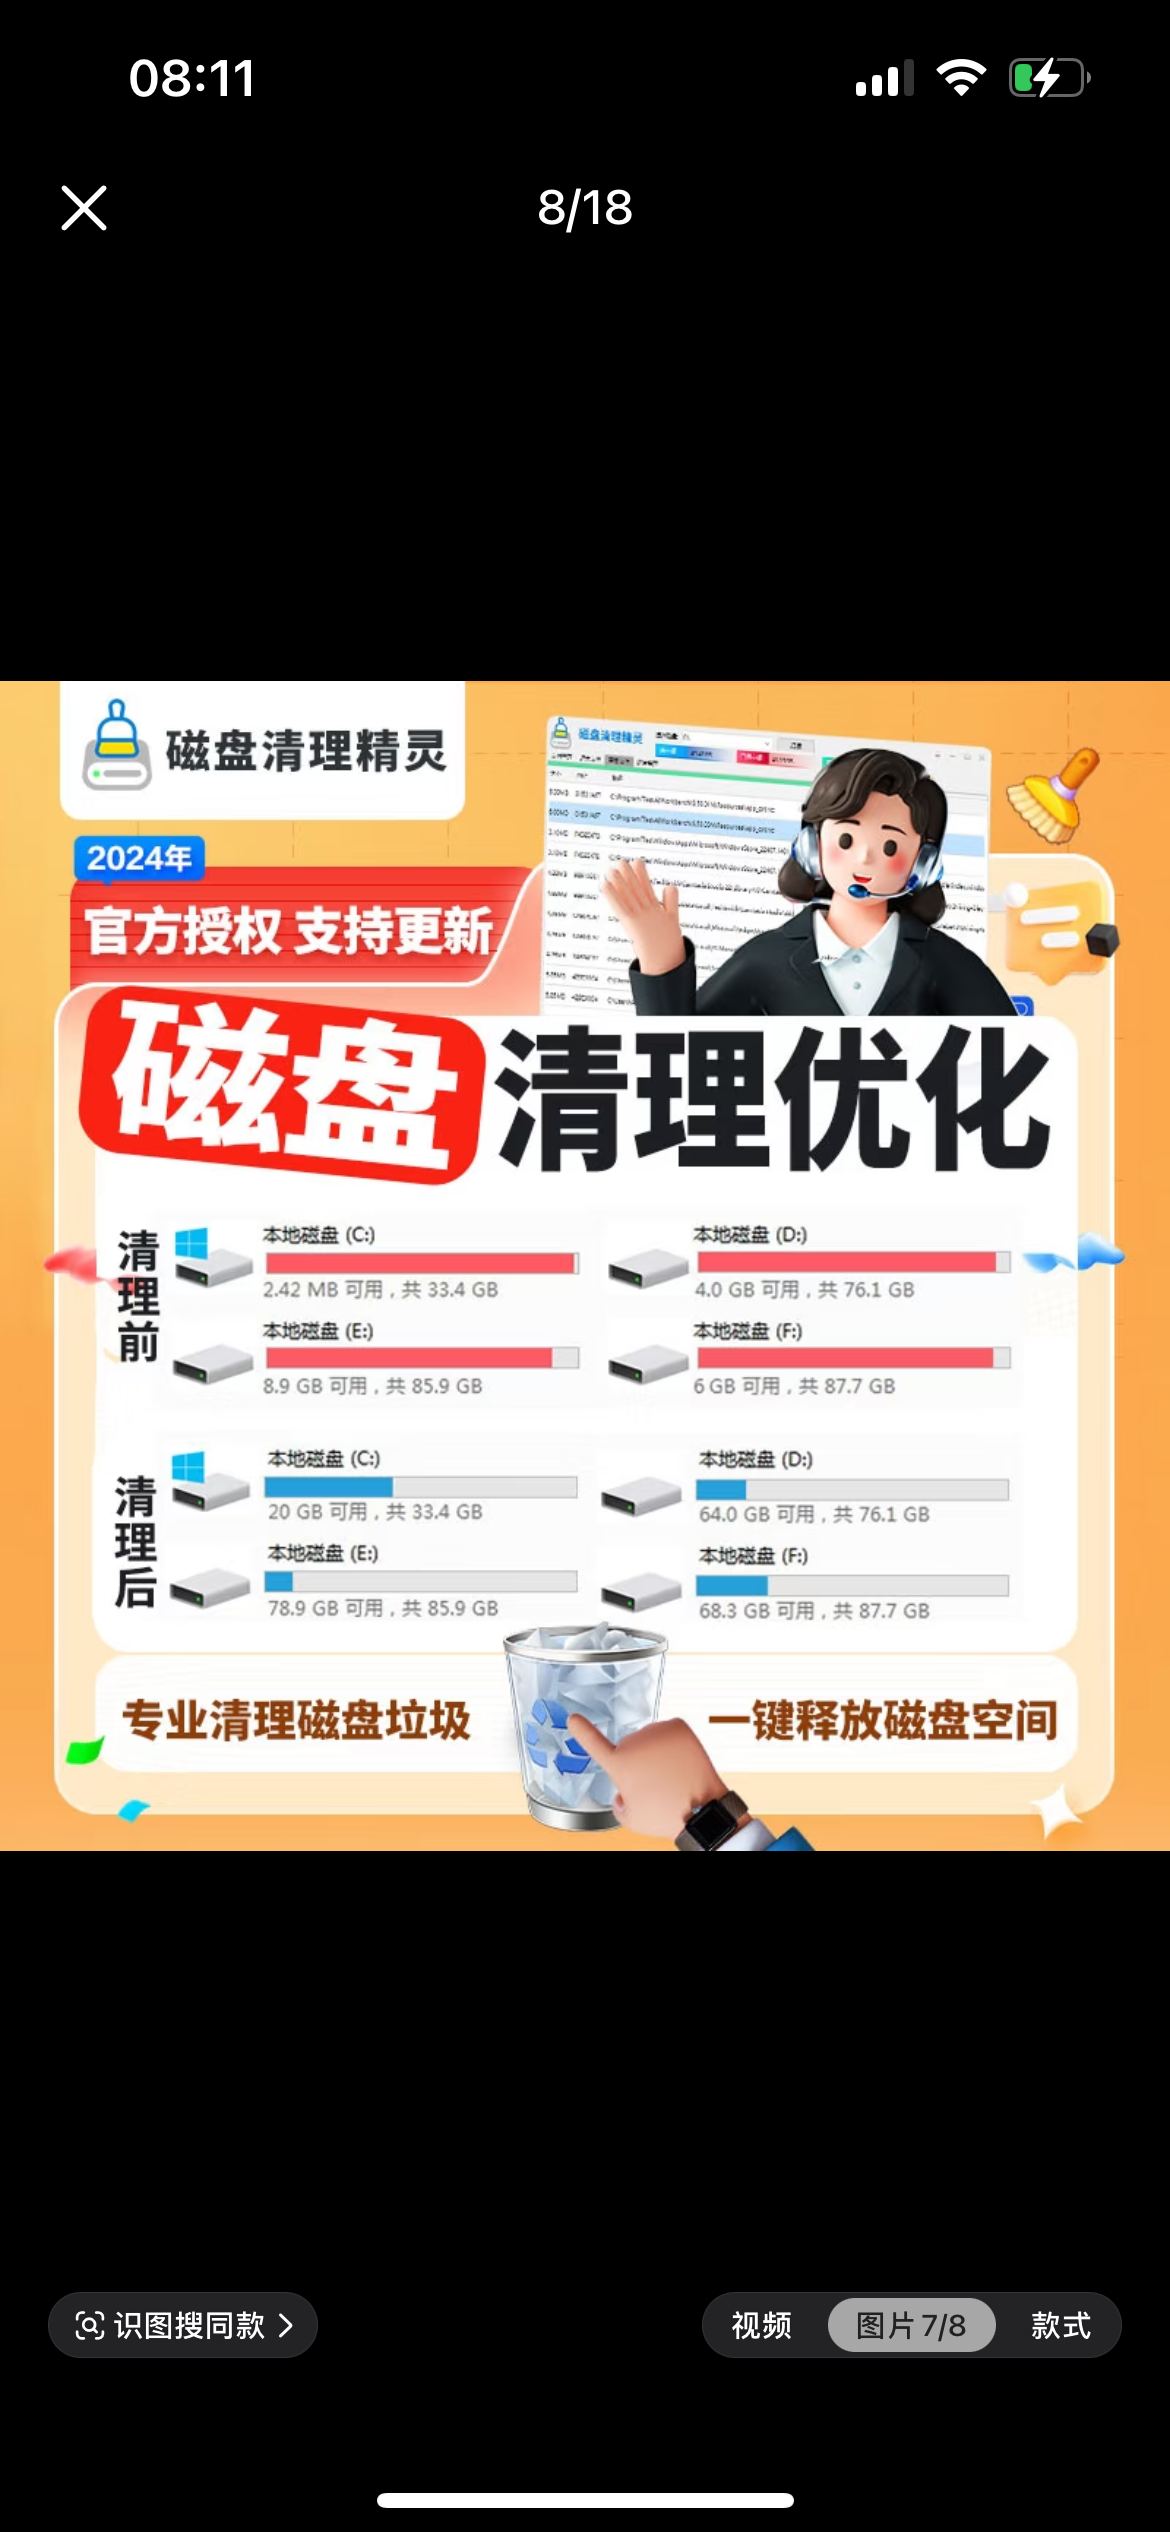 08:11
8/18
磁盘清理精灵
磁盘清理精灵
2024年
官方授权 支持更新
磁盘清理优化
清理前
本地磁盘 (C:)
2.42 MB 可用，共 33.4 GB
本地磁盘 (D:)
4.0 GB 可用，共 76.1 GB
本地磁盘 (E:)
8.9 GB 可用，共 85.9 GB
本地磁盘 (F:)
6 GB 可用，共 87.7 GB
清理后
本地磁盘 (C:)
20 GB 可用，共 33.4 GB
本地磁盘 (D:)
64.0 GB 可用，共 76.1 GB
本地磁盘 (E:)
78.9 GB 可用，共 85.9 GB
本地磁盘 (F:)
68.3 GB 可用，共 87.7 GB
专业清理磁盘垃圾
一键释放磁盘空间
识图搜同款
视频 图片 7/8 款式